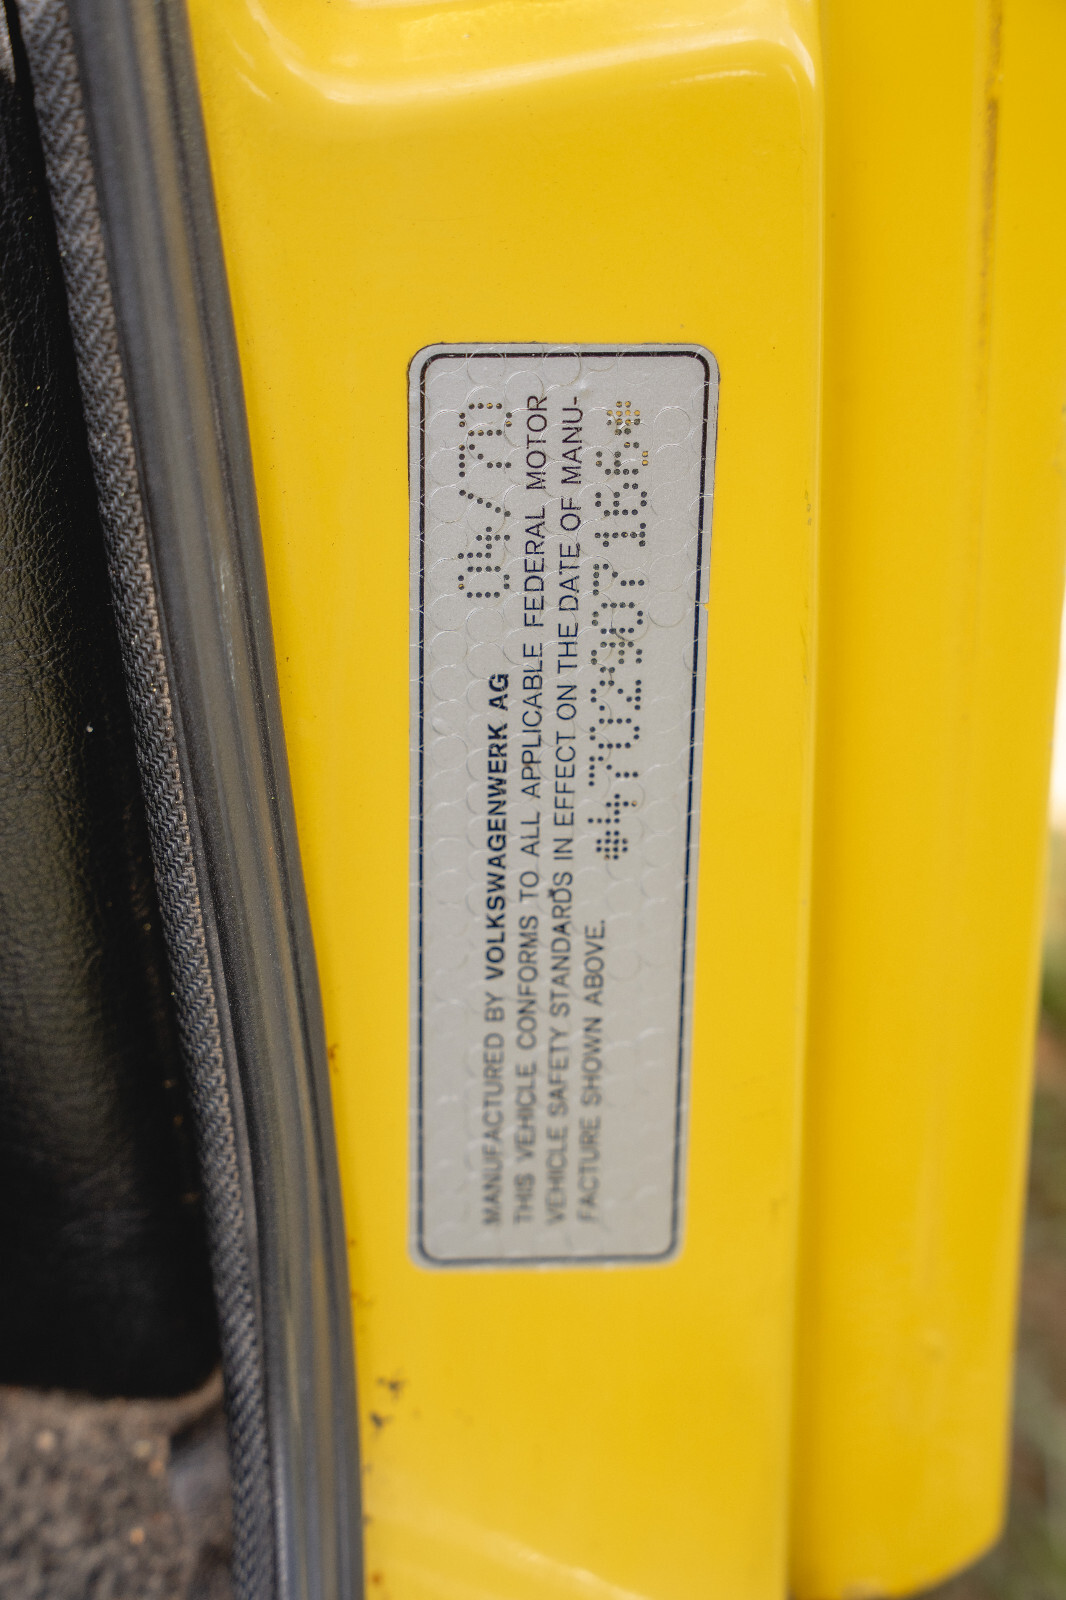 MANUFACTURED BY VOLKSWAGENWERK AG 04/70
THIS VEHICLE CONFORMS TO ALL APPLICABLE FEDERAL MOTOR
VEHICLE SAFETY STANDARDS IN EFFECT ON THE DATE OF MANU-
FACTURE SHOWN ABOVE.